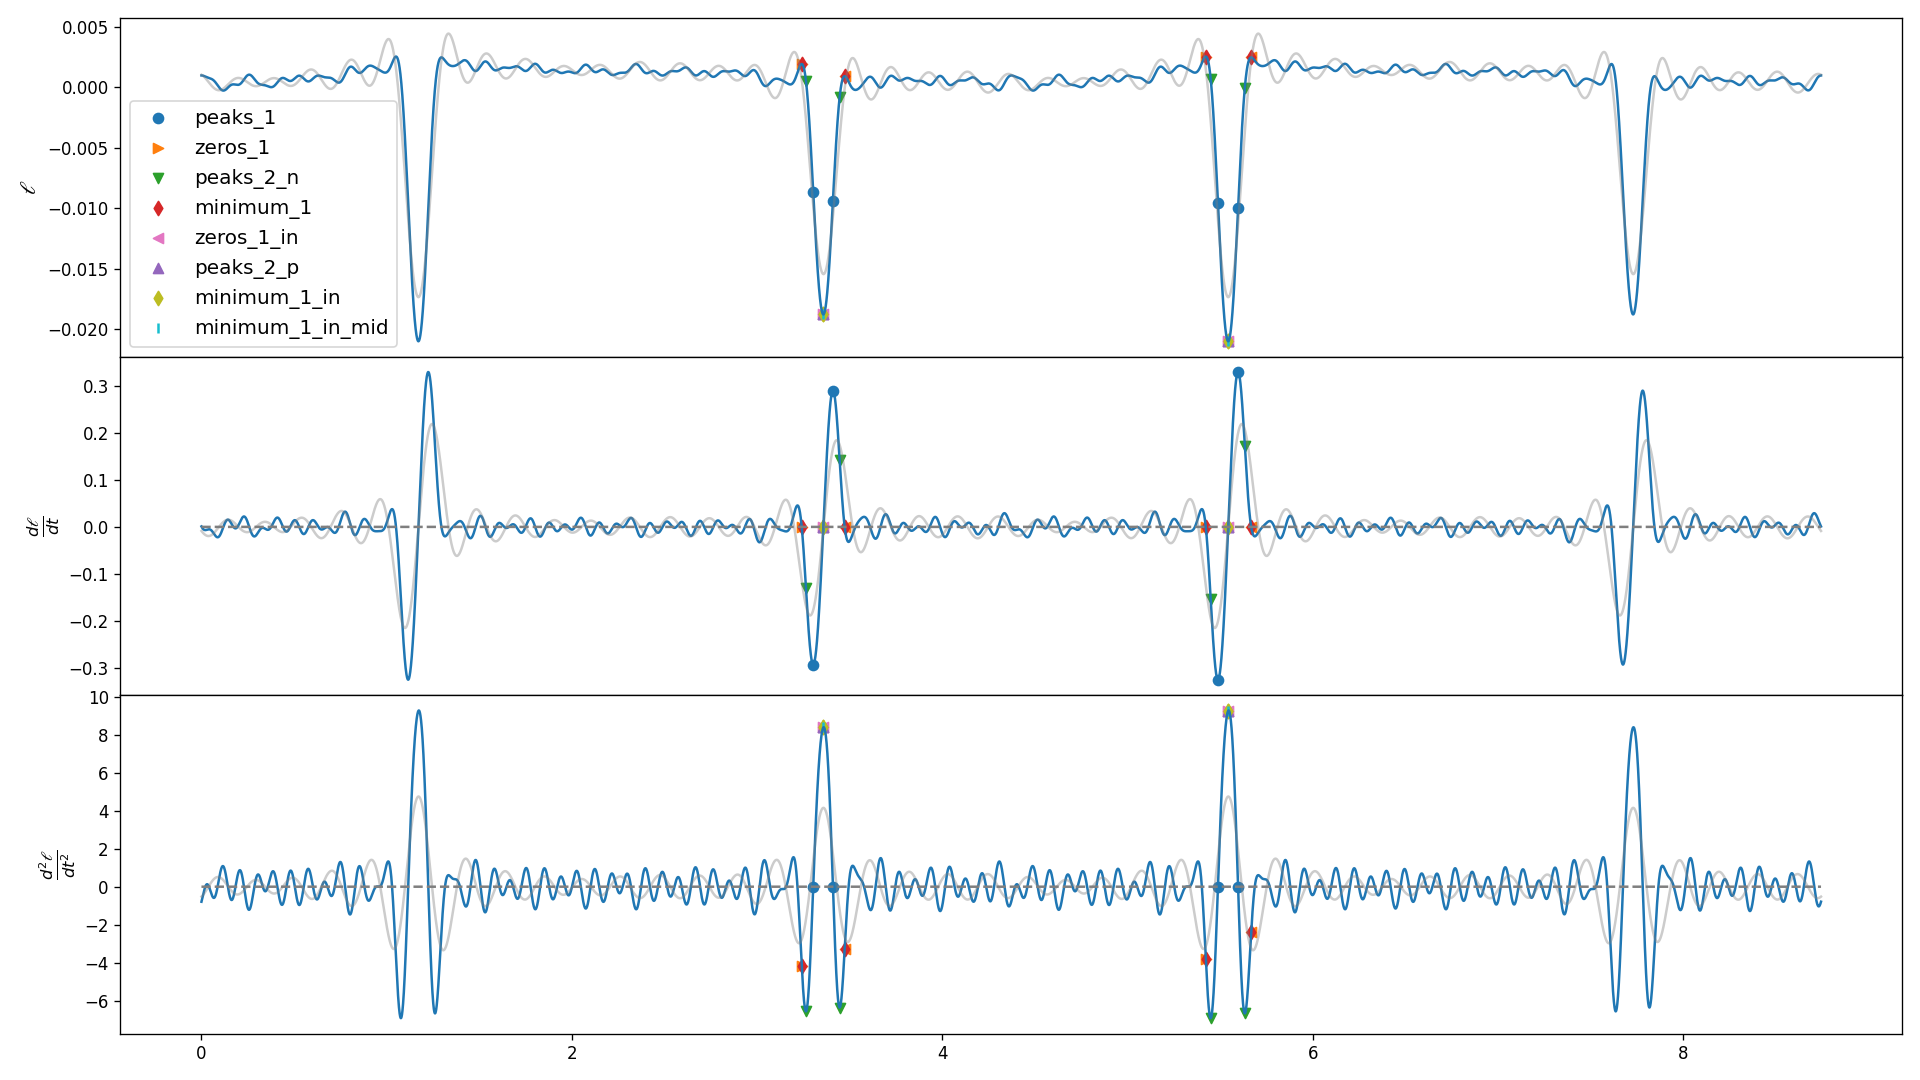 0.005
0.000
−0.005
−0.010
−0.015
−0.020
ℓ
peaks_1
zeros_1
peaks_2_n
minimum_1
zeros_1_in
peaks_2_p
minimum_1_in
minimum_1_in_mid
0.3
0.2
0.1
0.0
−0.1
−0.2
−0.3
dℓ
dt
10
8
6
4
2
0
−2
−4
−6
d²ℓ
dt²
0 2 4 6 8